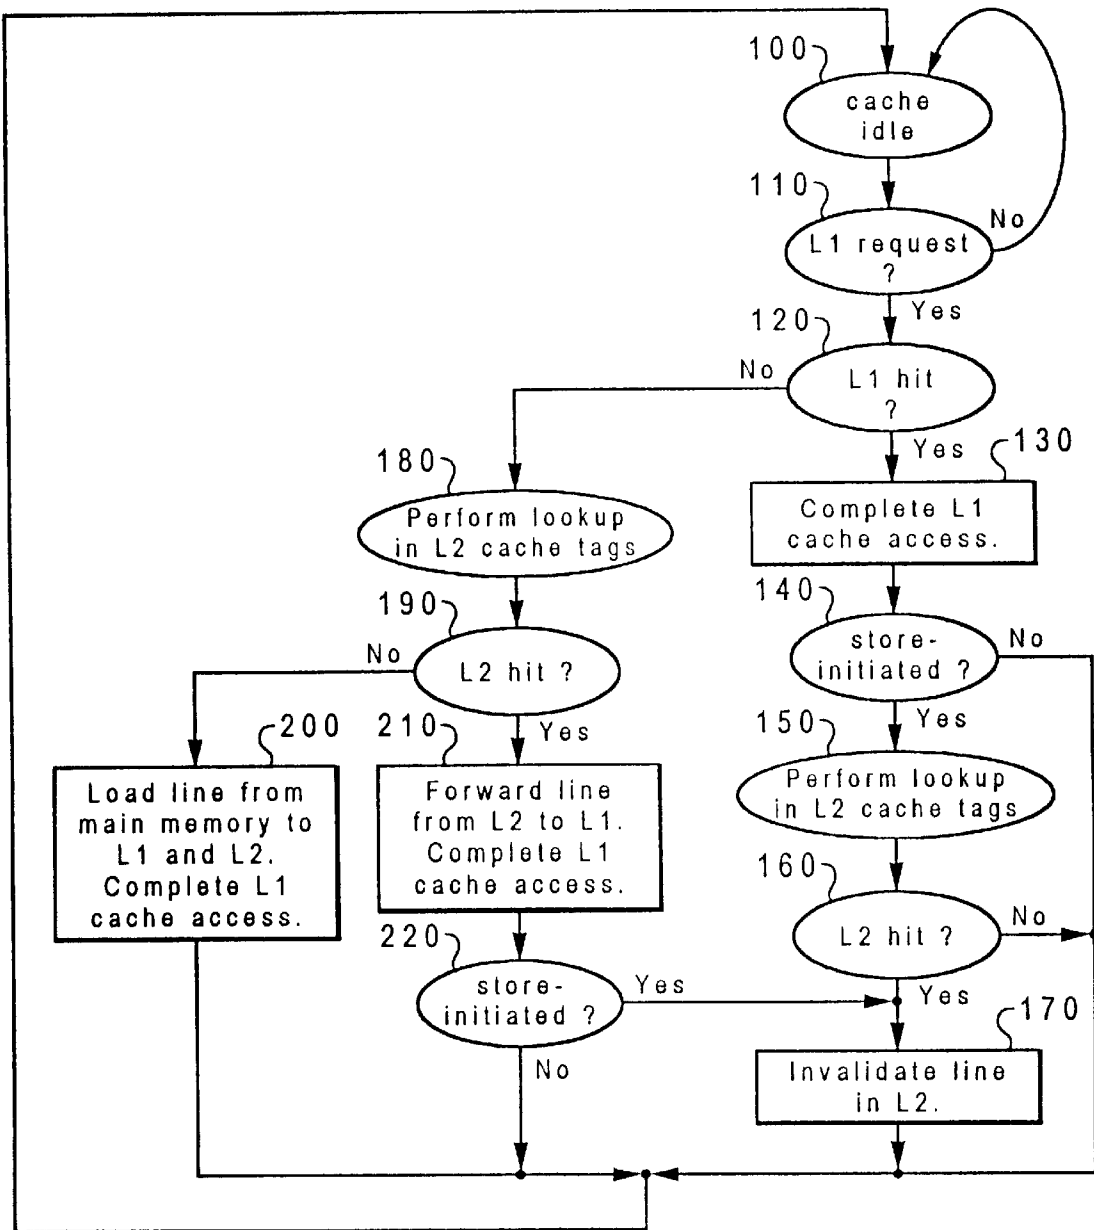 100
cache
idle
110
L1 request
?
No
Yes
120
L1 hit
?
No
Yes
130
Complete L1
cache access.
180
Perform lookup
in L2 cache tags
140
store-
initiated ?
No
Yes
190
L2 hit ?
No
Yes
150
Perform lookup
in L2 cache tags
200
Load line from
main memory to
L1 and L2.
Complete L1
cache access.
210
Forward line
from L2 to L1.
Complete L1
cache access.
160
L2 hit ?
No
Yes
220
store-
initiated ?
Yes
No
170
Invalidate line
in L2.